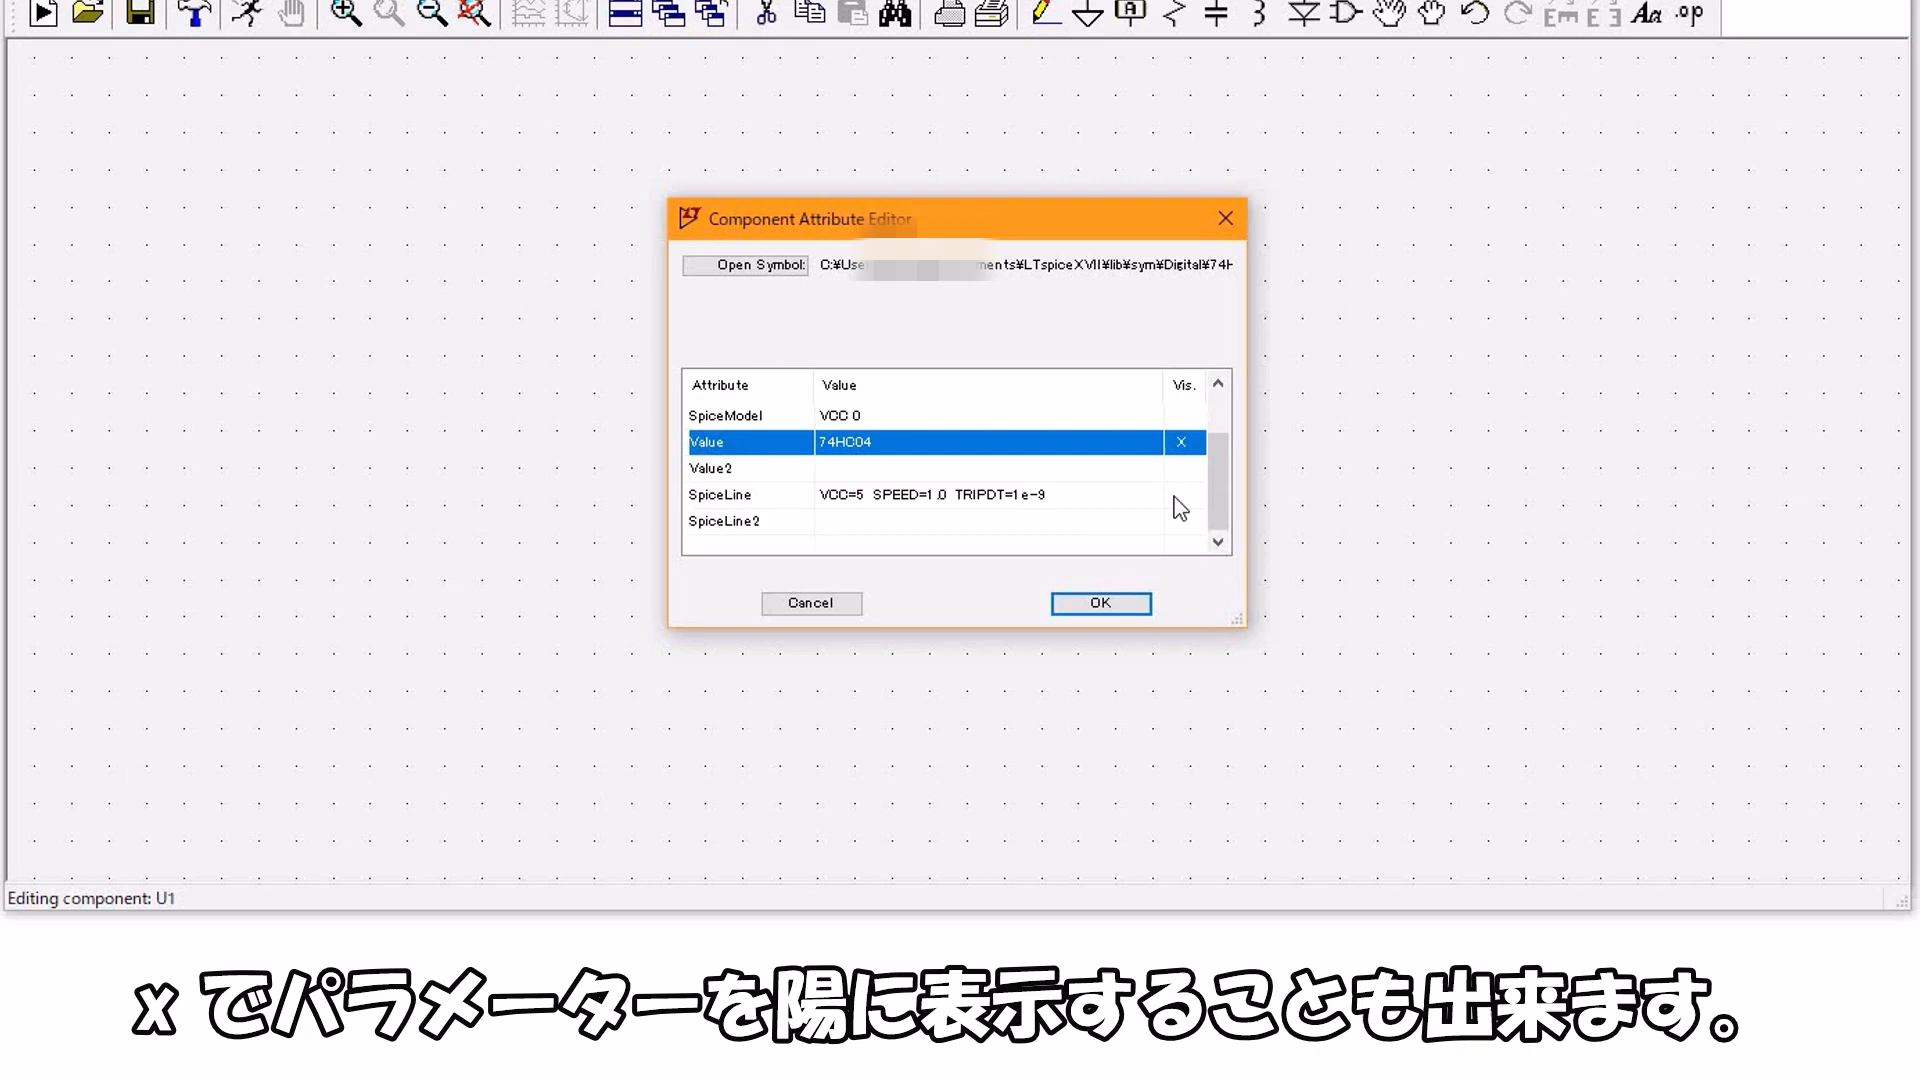 Aa .op
Component Attribute Editor
Open Symbol: C:¥Use ments¥LTspiceXVII¥lib¥sym¥Digital¥74H
Attribute Value Vis.
SpiceModel VCC 0
Value 74HC04 X
Value2
SpiceLine VCC=5 SPEED=1.0 TRIPDT=1e-9
SpiceLine2
Cancel OK
Editing component: U1
x でパラメーターを陽に表示することも出来ます。